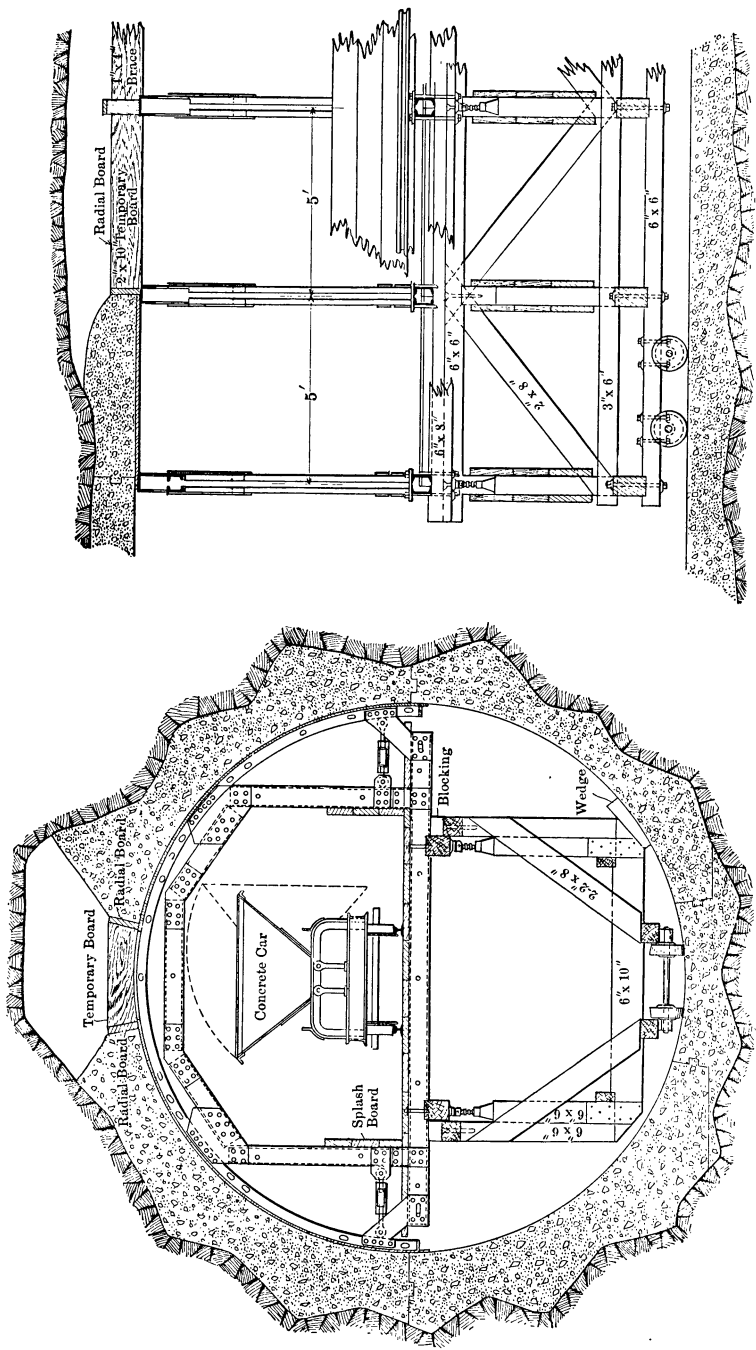 Temporary Board
Radial Board
Radial Board
Concrete Car
Splash
Board
Blocking
2-2"x 8"
6"x 6"
6"x 6"
6"x 10"
Wedge
Radial Board
2"x 10" Temporary
Board
Brace
5'
5'
6"x 8"
6"x 6"
2"x 8"
3"x 6"
6"x 6"